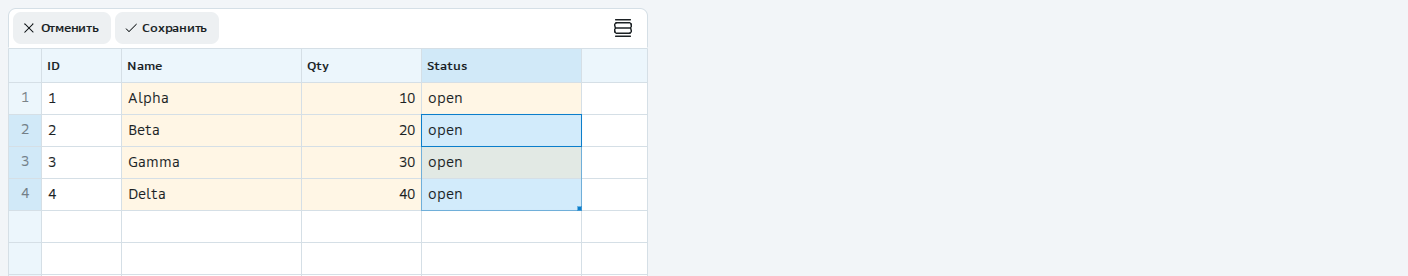 Отменить Сохранить
ID Name Qty Status
1 1 Alpha 10 open
2 2 Beta 20 open
3 3 Gamma 30 open
4 4 Delta 40 open